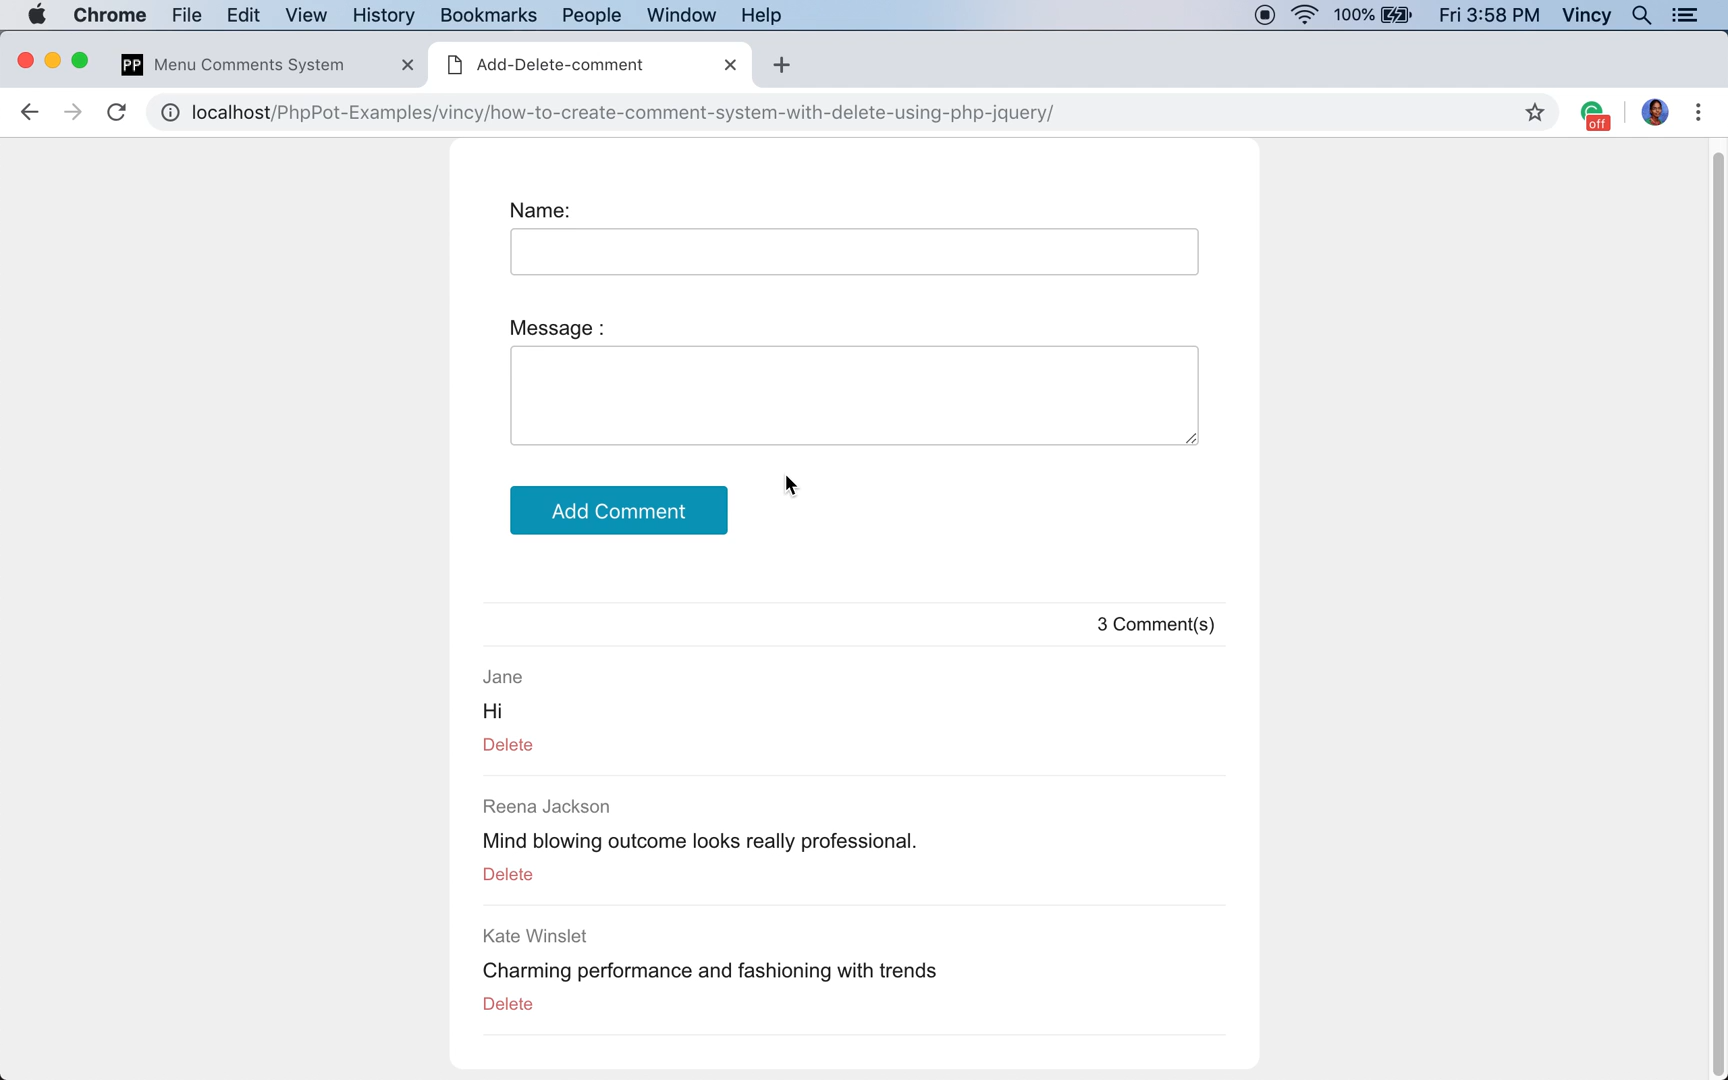 Chrome File Edit View History Bookmarks People Window Help 100% Fri 3:58 PM Vincy
PP Menu Comments System Add-Delete-comment
localhost/PhpPot-Examples/vincy/how-to-create-comment-system-with-delete-using-php-jquery/ off
Name:
Message :
Add Comment
3 Comment(s)
Jane
Hi
Delete
Reena Jackson
Mind blowing outcome looks really professional.
Delete
Kate Winslet
Charming performance and fashioning with trends
Delete